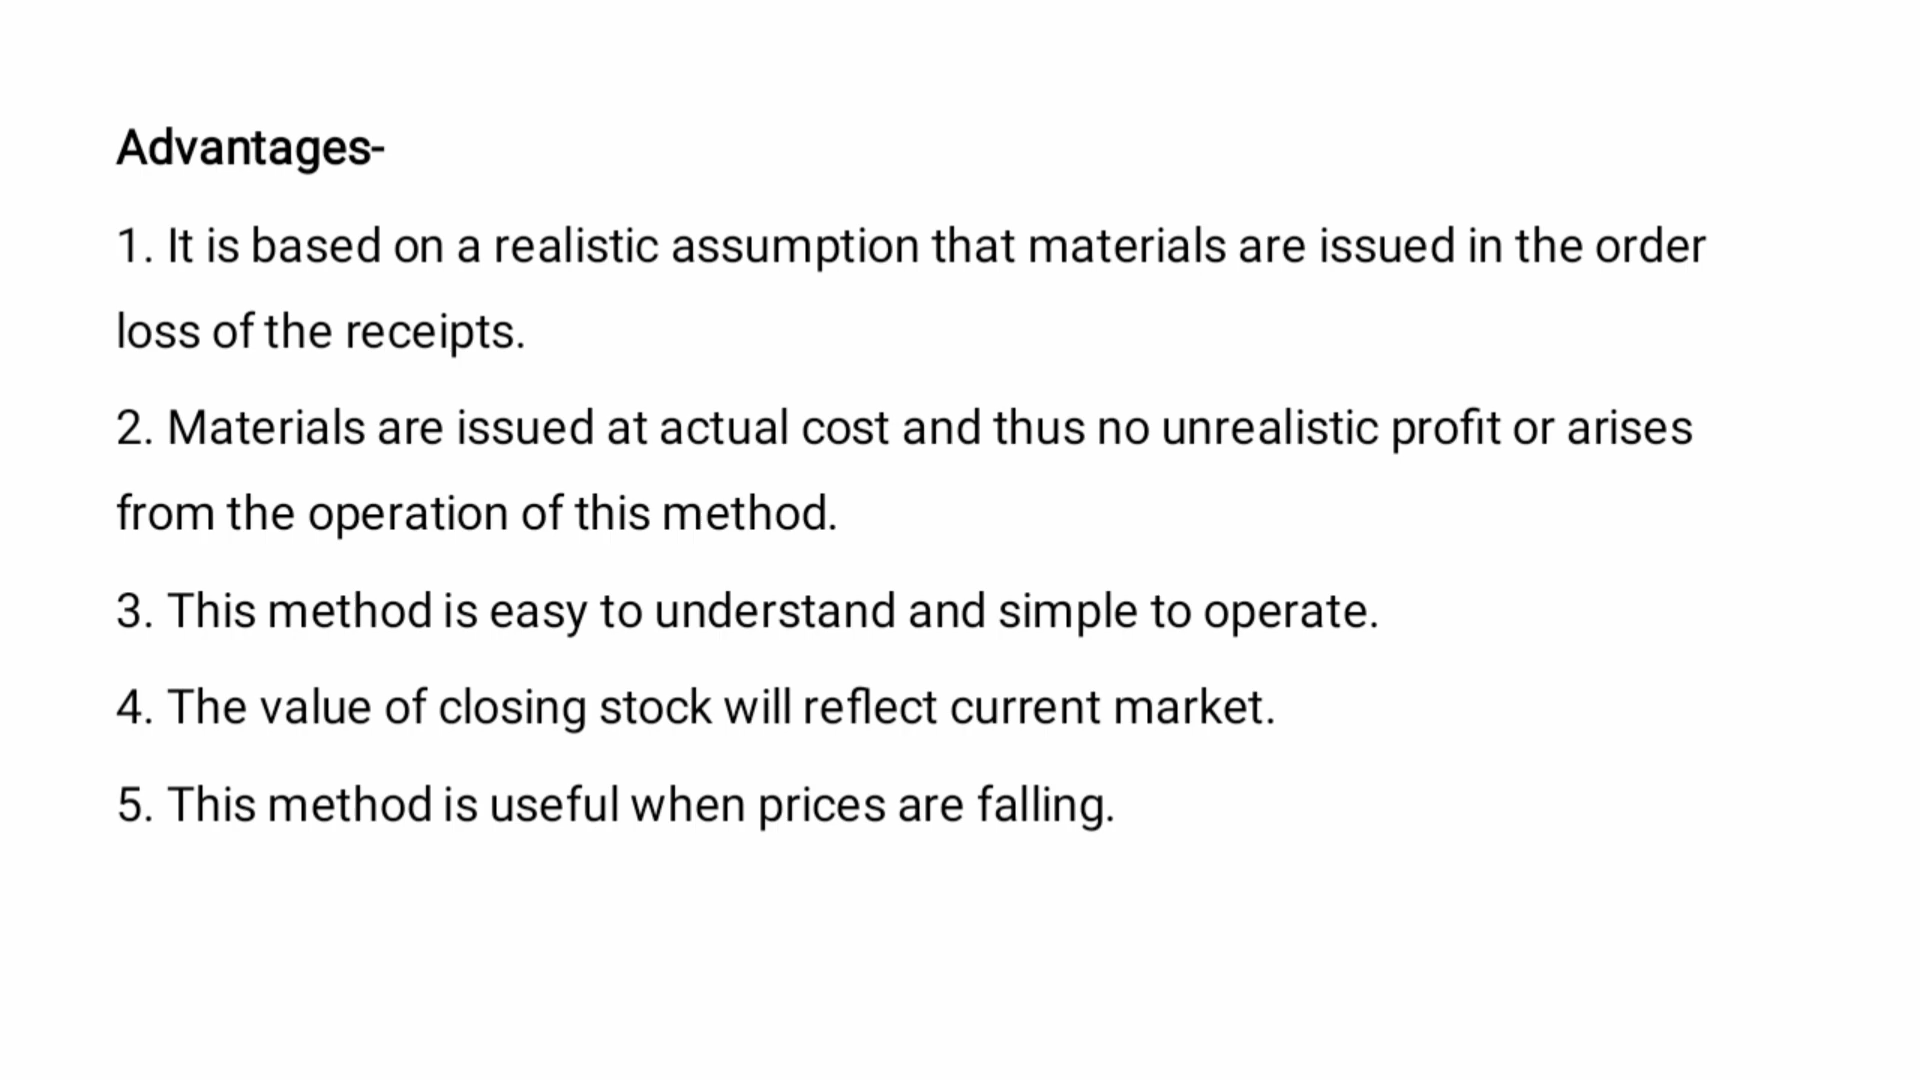 Advantages-
1. It is based on a realistic assumption that materials are issued in the order
loss of the receipts.
2. Materials are issued at actual cost and thus no unrealistic profit or arises
from the operation of this method.
3. This method is easy to understand and simple to operate.
4. The value of closing stock will reflect current market.
5. This method is useful when prices are falling.